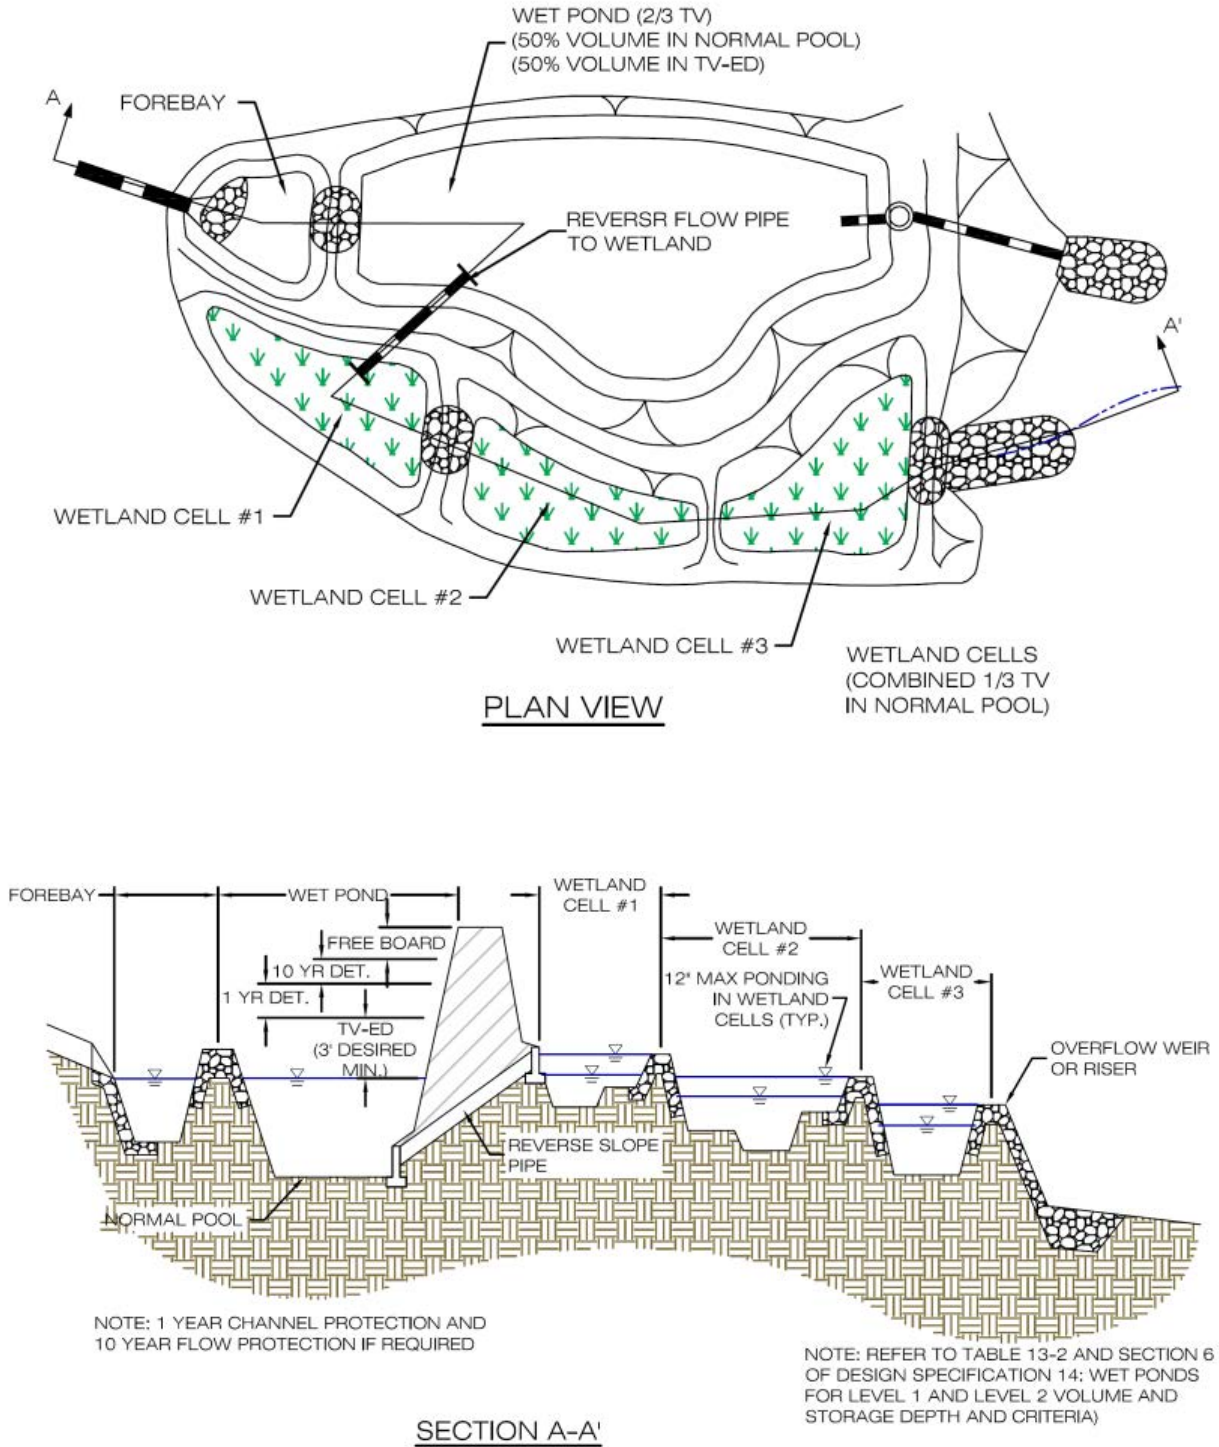 WET POND (2/3 TV)
(50% VOLUME IN NORMAL POOL)
(50% VOLUME IN TV-ED)
A
FOREBAY
REVERSR FLOW PIPE
TO WETLAND
A'
WETLAND CELL #1
WETLAND CELL #2
WETLAND CELL #3
WETLAND CELLS
(COMBINED 1/3 TV
IN NORMAL POOL)
PLAN VIEW
FOREBAY
WET POND
WETLAND
CELL #1
WETLAND
CELL #2
WETLAND
CELL #3
FREE BOARD
10 YR DET.
1 YR DET.
TV-ED
(3' DESIRED
MIN.)
12" MAX PONDING
IN WETLAND
CELLS (TYP.)
OVERFLOW WEIR
OR RISER
REVERSE SLOPE
PIPE
NORMAL POOL
NOTE: 1 YEAR CHANNEL PROTECTION AND
10 YEAR FLOW PROTECTION IF REQUIRED
NOTE: REFER TO TABLE 13-2 AND SECTION 6
OF DESIGN SPECIFICATION 14: WET PONDS
FOR LEVEL 1 AND LEVEL 2 VOLUME AND
STORAGE DEPTH AND CRITERIA)
SECTION A-A'